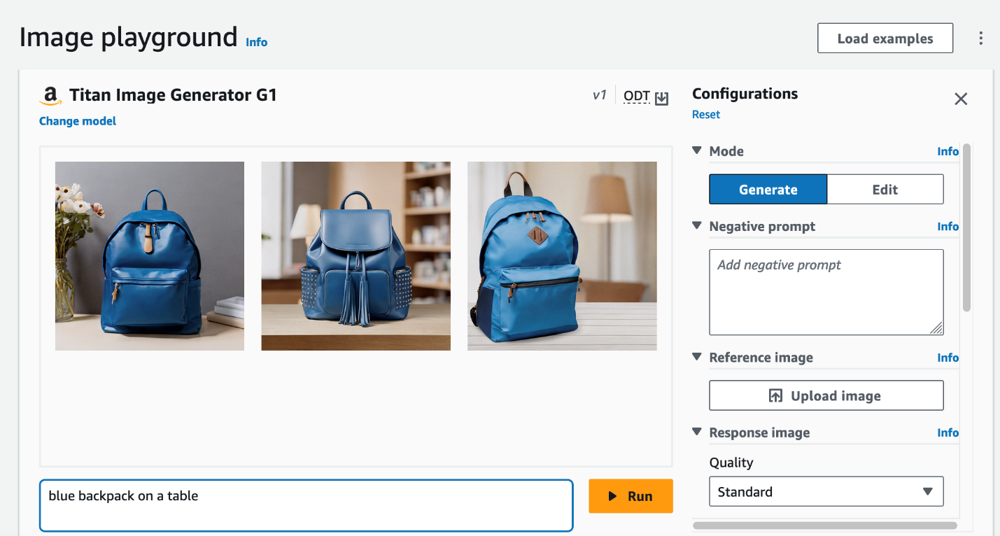 Image playground Info
Load examples
a Titan Image Generator G1
v1
ODT
Change model
Configurations
Reset
Mode
Info
Generate
Edit
Negative prompt
Info
Add negative prompt
Reference image
Info
Upload image
Response image
Info
Quality
Standard
blue backpack on a table
Run